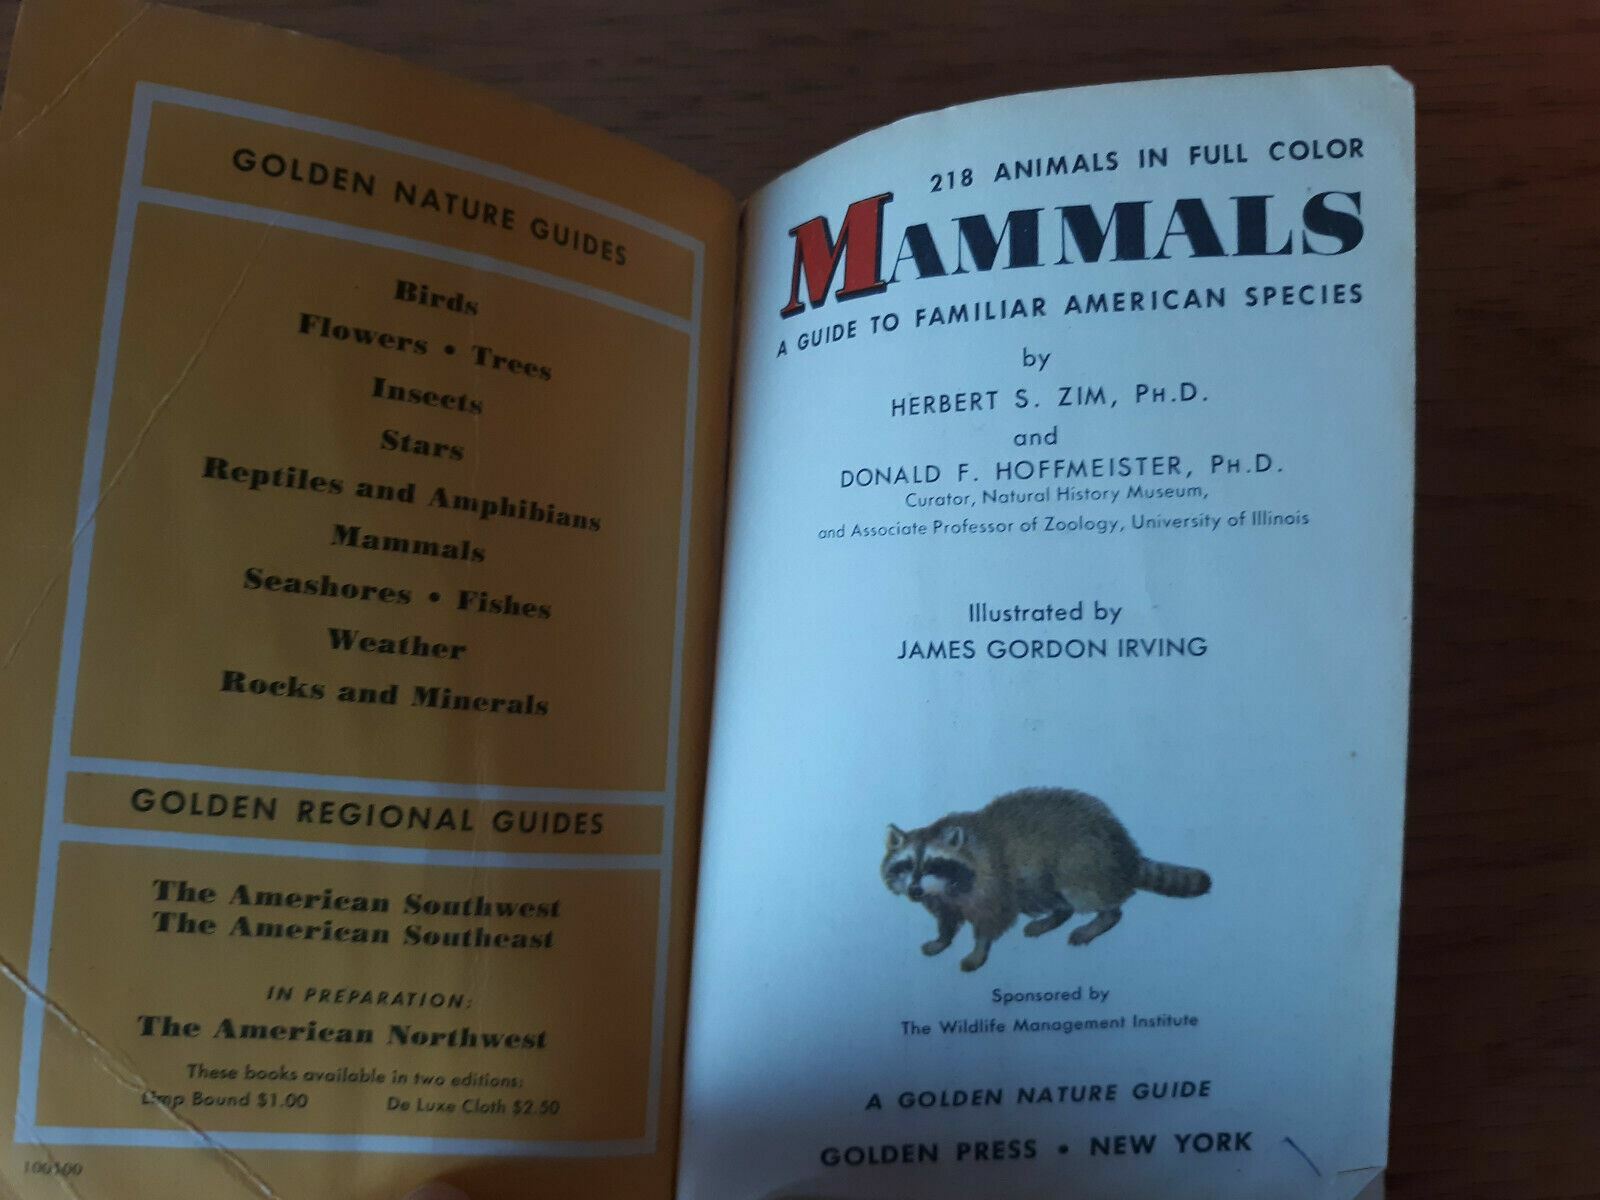 GOLDEN NATURE GUIDES
Birds
Flowers • Trees
Insects
Stars
Reptiles and Amphibians
Mammals
Seashores • Fishes
Weather
Rocks and Minerals
GOLDEN REGIONAL GUIDES
The American Southwest
The American Southeast
IN PREPARATION:
The American Northwest
These books available in two editions:
Limp Bound $1.00 De Luxe Cloth $2.50
100100
218 ANIMALS IN FULL COLOR
MAMMALS
A GUIDE TO FAMILIAR AMERICAN SPECIES
by
HERBERT S. ZIM, PH.D.
and
DONALD F. HOFFMEISTER, PH.D.
Curator, Natural History Museum,
and Associate Professor of Zoology, University of Illinois
Illustrated by
JAMES GORDON IRVING
Sponsored by
The Wildlife Management Institute
A GOLDEN NATURE GUIDE
GOLDEN PRESS • NEW YORK